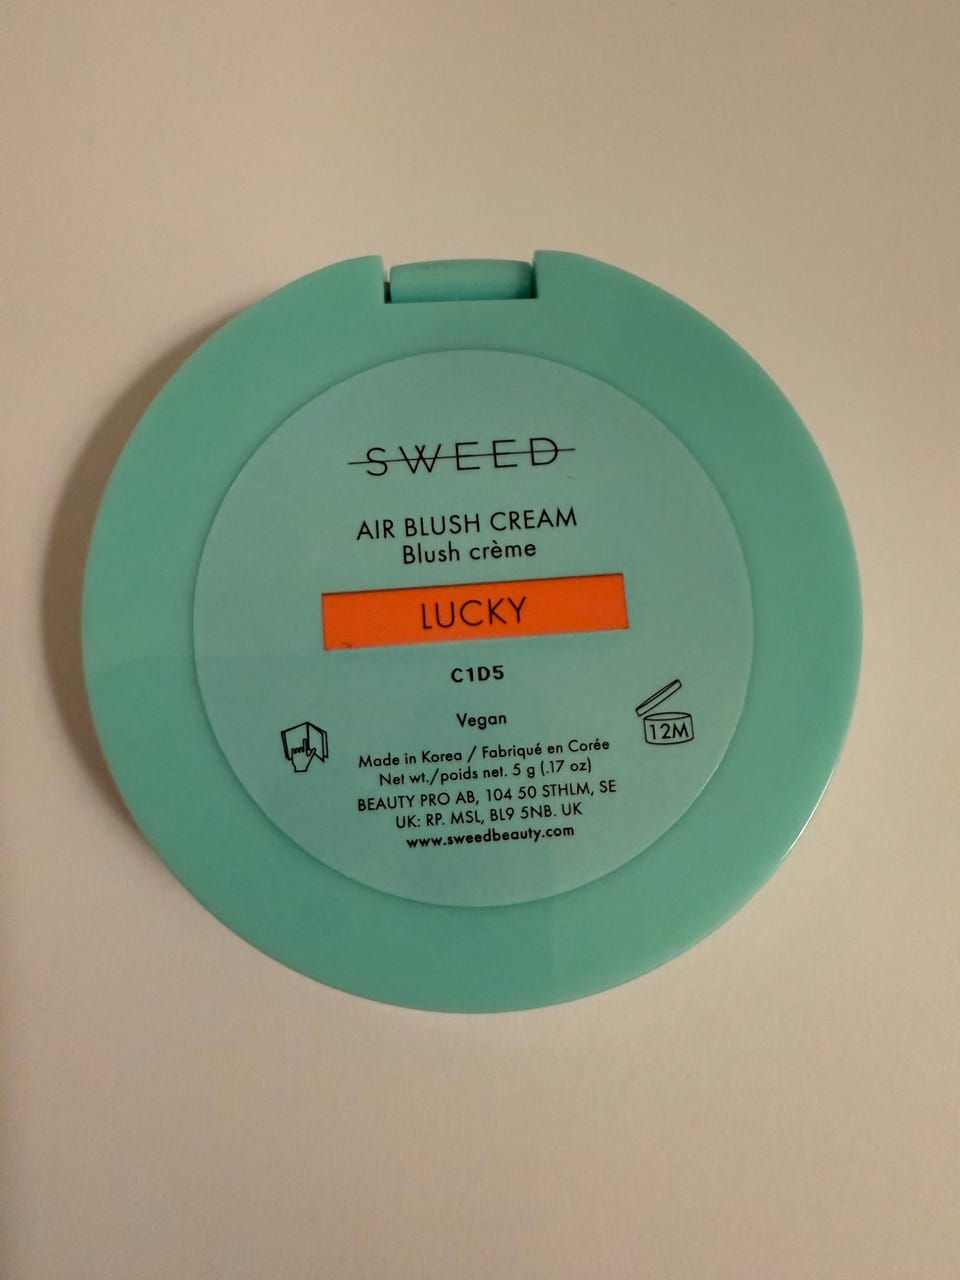 SWEED
AIR BLUSH CREAM
Blush crème
LUCKY
C1D5
Vegan
12M
Made in Korea / Fabriqué en Corée
Net wt./poids net. 5 g (.17 oz)
BEAUTY PRO AB, 104 50 STHLM, SE
UK: RP. MSL, BL9 5NB. UK
www.sweedbeauty.com